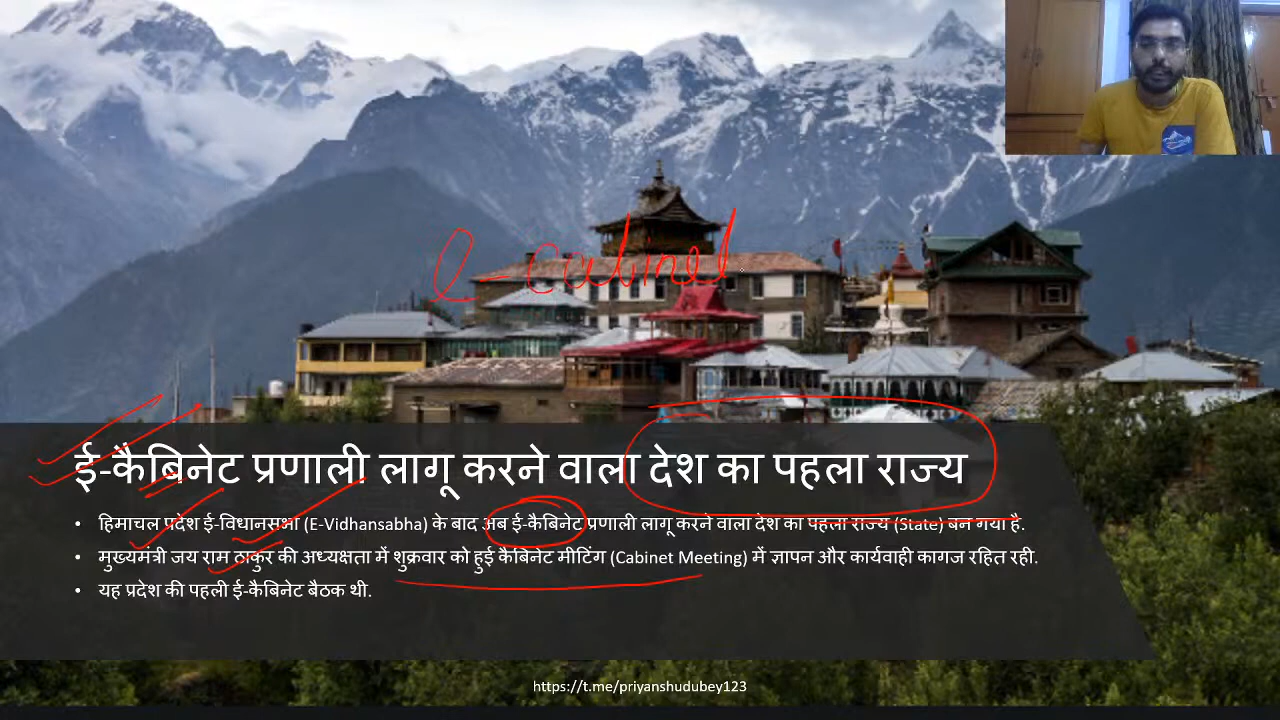 e-cabinet
ई-कैबिनेट प्रणाली लागू करने वाला देश का पहला राज्य
• हिमाचल प्रदेश ई-विधानसभा (E-Vidhansabha) के बाद अब ई-कैबिनेट प्रणाली लागू करने वाला देश का पहला राज्य (State) बन गया है.
• मुख्यमंत्री जय राम ठाकुर की अध्यक्षता में शुक्रवार को हुई कैबिनेट मीटिंग (Cabinet Meeting) में ज्ञापन और कार्यवाही कागज रहित रही.
• यह प्रदेश की पहली ई-कैबिनेट बैठक थी.
https://t.me/priyanshudubey123